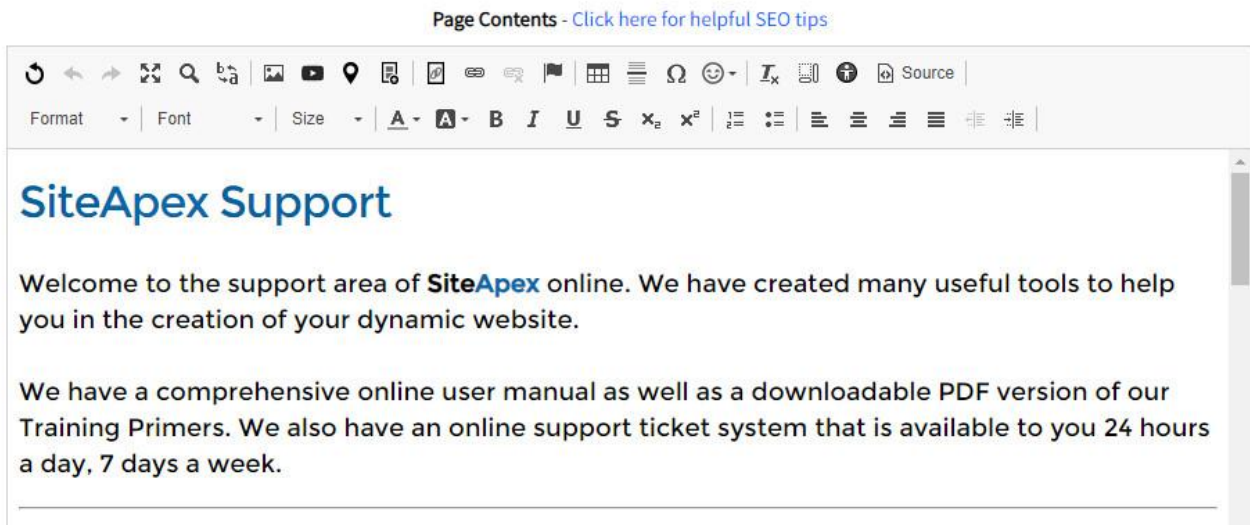 Page Contents - Click here for helpful SEO tips
Source
Format Font Size A A B I U S x₂ x²
SiteApex Support
Welcome to the support area of SiteApex online. We have created many useful tools to help
you in the creation of your dynamic website.
We have a comprehensive online user manual as well as a downloadable PDF version of our
Training Primers. We also have an online support ticket system that is available to you 24 hours
a day, 7 days a week.